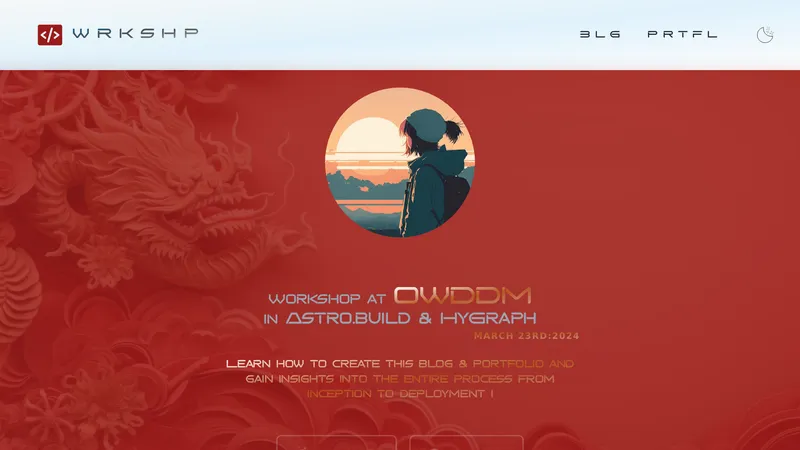 </> WRKSHP
BLG PRTFL
WORKSHOP AT OWDDM
IN ASTRO.BUILD & HYGRAPH
MARCH 23RD:2024
LEARN HOW TO CREATE THIS BLOG & PORTFOLIO AND
GAIN INSIGHTS INTO THE ENTIRE PROCESS FROM
INCEPTION TO DEPLOYMENT !